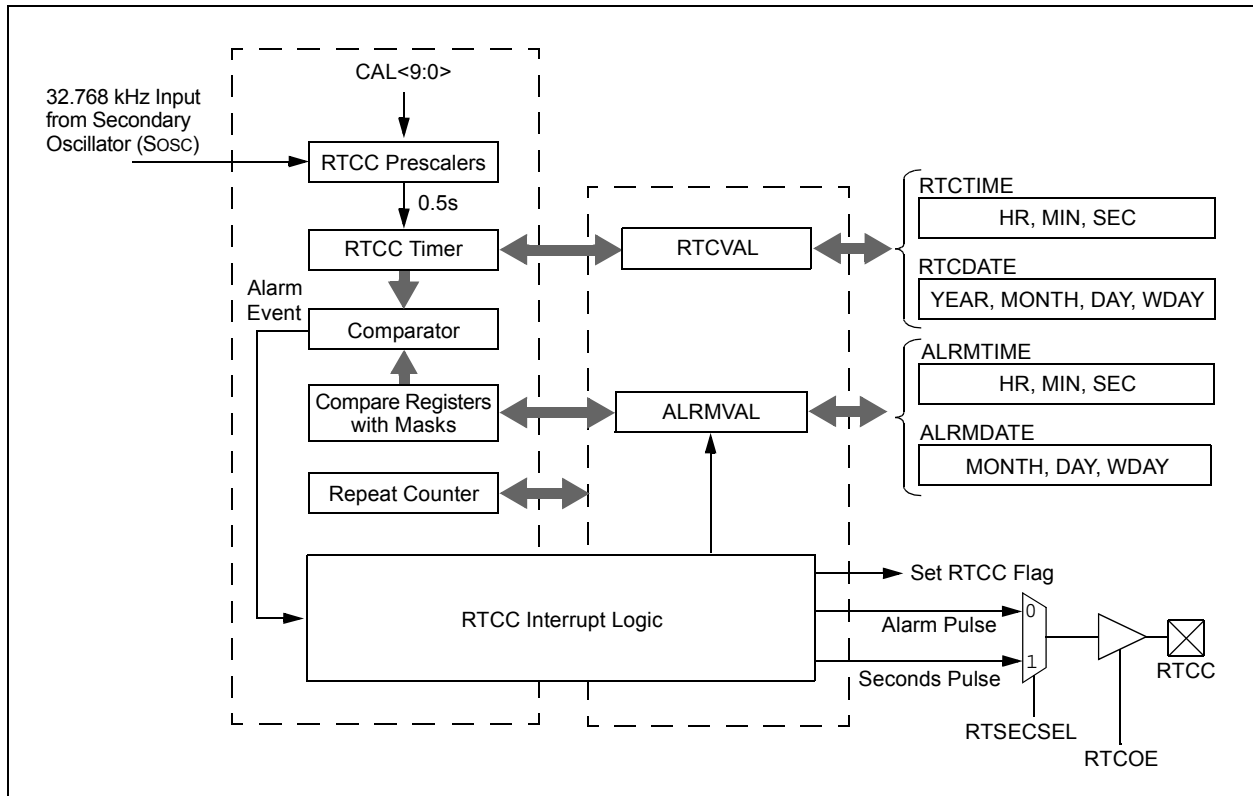 CAL<9:0>
32.768 kHz Input
from Secondary
Oscillator (SOSC)
RTCC Prescalers
0.5s
RTCC Timer
Alarm
Event
Comparator
Compare Registers
with Masks
Repeat Counter
RTCVAL
ALRMVAL
RTCTIME
HR, MIN, SEC
RTCDATE
YEAR, MONTH, DAY, WDAY
ALRMTIME
HR, MIN, SEC
ALRMDATE
MONTH, DAY, WDAY
RTCC Interrupt Logic
Set RTCC Flag
Alarm Pulse
Seconds Pulse
0
1
RTSECSEL
RTCOE
RTCC